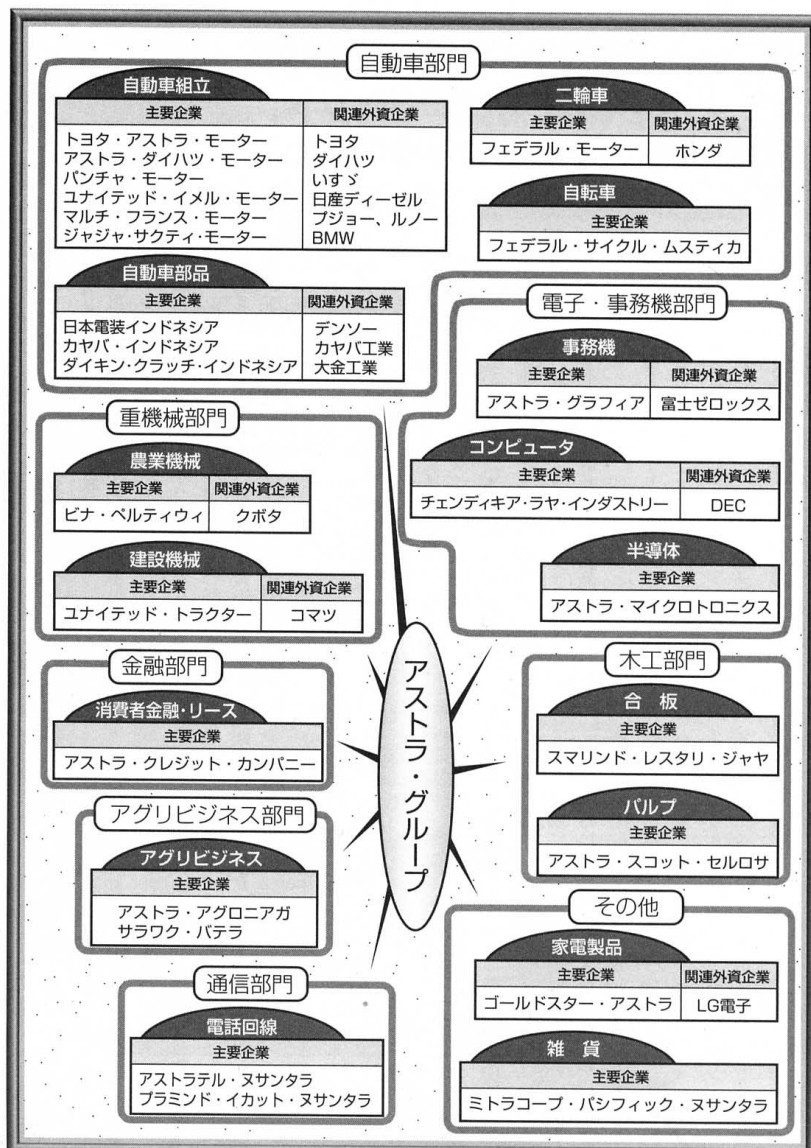 自動車部門
自動車組立
主要企業 関連外資企業
トヨタ・アストラ・モーター トヨタ
アストラ・ダイハツ・モーター ダイハツ
パンチャ・モーター いすゞ
ユナイテッド・イメル・モーター 日産ディーゼル
マルチ・フランス・モーター プジョー、ルノー
ジャジャ・サクティ・モーター BMW
二輪車
主要企業 関連外資企業
フェデラル・モーター ホンダ
自転車
主要企業
フェデラル・サイクル・ムスティカ
自動車部品
主要企業 関連外資企業
日本電装インドネシア デンソー
カヤバ・インドネシア カヤバ工業
ダイキン・クラッチ・インドネシア 大金工業
電子・事務機部門
事務機
主要企業 関連外資企業
アストラ・グラフィア 富士ゼロックス
コンピュータ
主要企業 関連外資企業
チェンディキア・ラヤ・インダストリー DEC
半導体
主要企業
アストラ・マイクロトロニクス
重機械部門
農業機械
主要企業 関連外資企業
ビナ・ペルティウィ クボタ
建設機械
主要企業 関連外資企業
ユナイテッド・トラクター コマツ
アストラ・グループ
金融部門
消費者金融・リース
主要企業
アストラ・クレジット・カンパニー
木工部門
合板
主要企業
スマリンド・レスタリ・ジャヤ
パルプ
主要企業
アストラ・スコット・セルロサ
アグリビジネス部門
アグリビジネス
主要企業
アストラ・アグロニアガ
サラワク・バテラ
その他
家電製品
主要企業 関連外資企業
ゴールドスター・アストラ LG電子
雑貨
主要企業
ミトラコープ・パシフィック・ヌサンタラ
通信部門
電話回線
主要企業
アストラテル・ヌサンタラ
プラミンド・イカット・ヌサンタラ